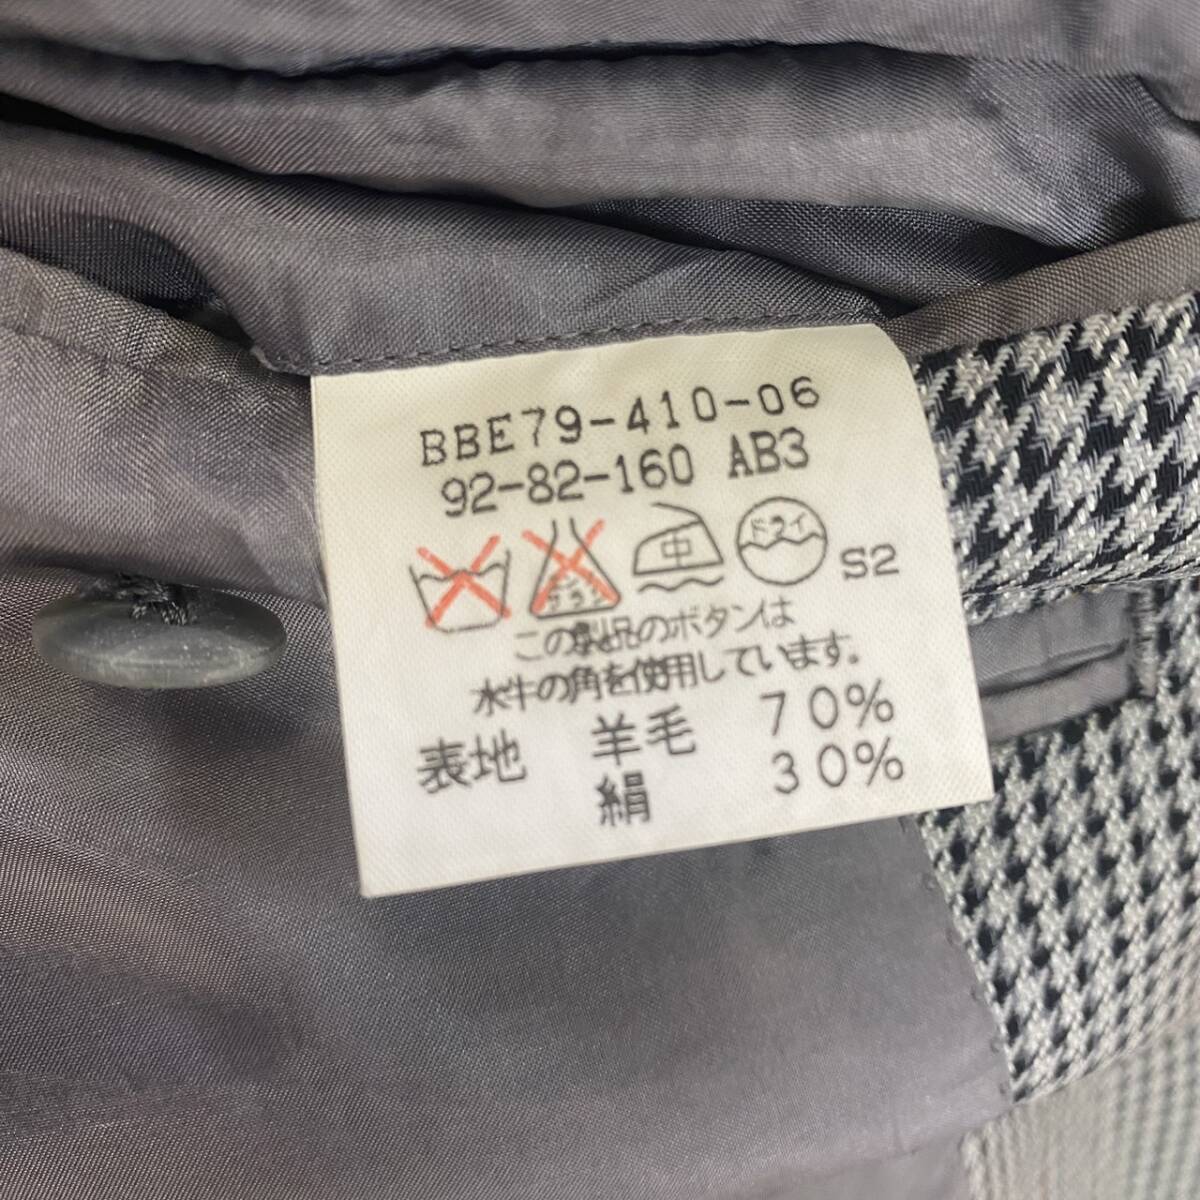 BBE79-410-06
92-82-160 AB3
中 ドライ S2
この製品のボタンは
水牛の角を使用しています。
表地 羊毛 70%
絹 30%